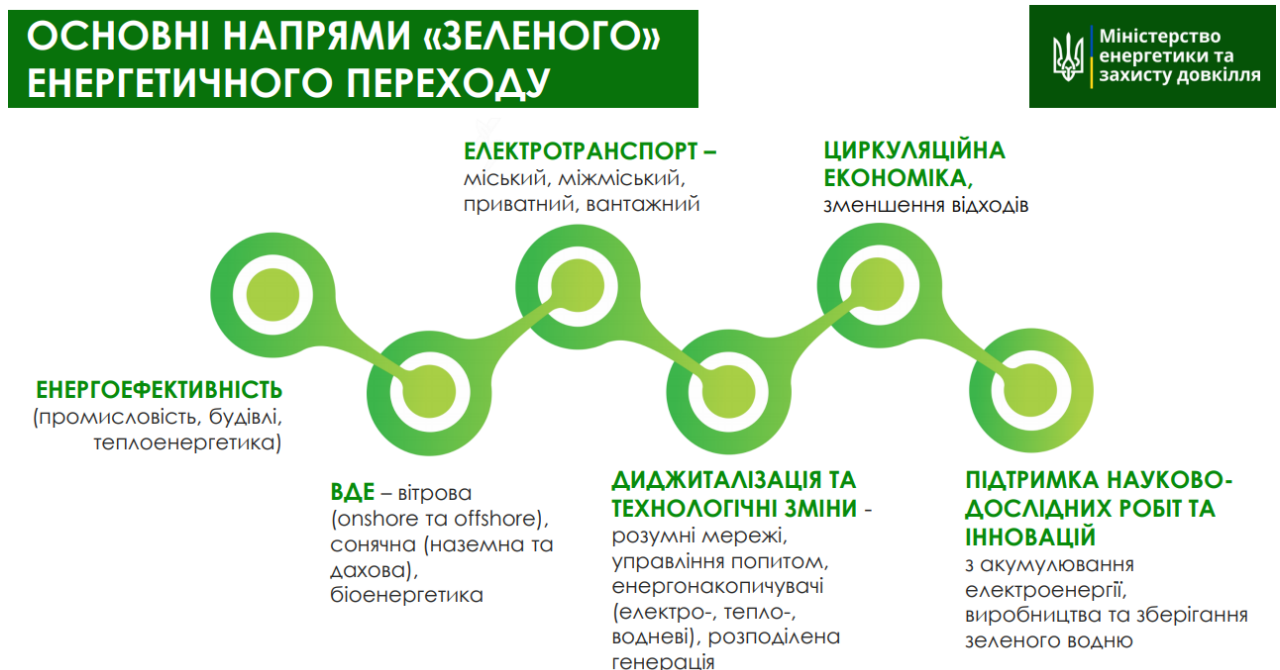 ОСНОВНІ НАПРЯМИ «ЗЕЛЕНОГО»
ЕНЕРГЕТИЧНОГО ПЕРЕХОДУ
Міністерство
енергетики та
захисту довкілля
ЕЛЕКТРОТРАНСПОРТ –
міський, міжміський,
приватний, вантажний
ЦИРКУЛЯЦІЙНА
ЕКОНОМІКА,
зменшення відходів
ЕНЕРГОЕФЕКТИВНІСТЬ
(промисловість, будівлі,
теплоенергетика)
ВДЕ – вітрова
(onshore та offshore),
сонячна (наземна та
дахова),
біоенергетика
ДИДЖИТАЛІЗАЦІЯ ТА
ТЕХНОЛОГІЧНІ ЗМІНИ -
розумні мережі,
управління попитом,
енергонакопичувачі
(електро-, тепло-,
водневі), розподілена
генерація
ПІДТРИМКА НАУКОВО-
ДОСЛІДНИХ РОБІТ ТА
ІННОВАЦІЙ
з акумулювання
електроенергії,
виробництва та зберігання
зеленого водню